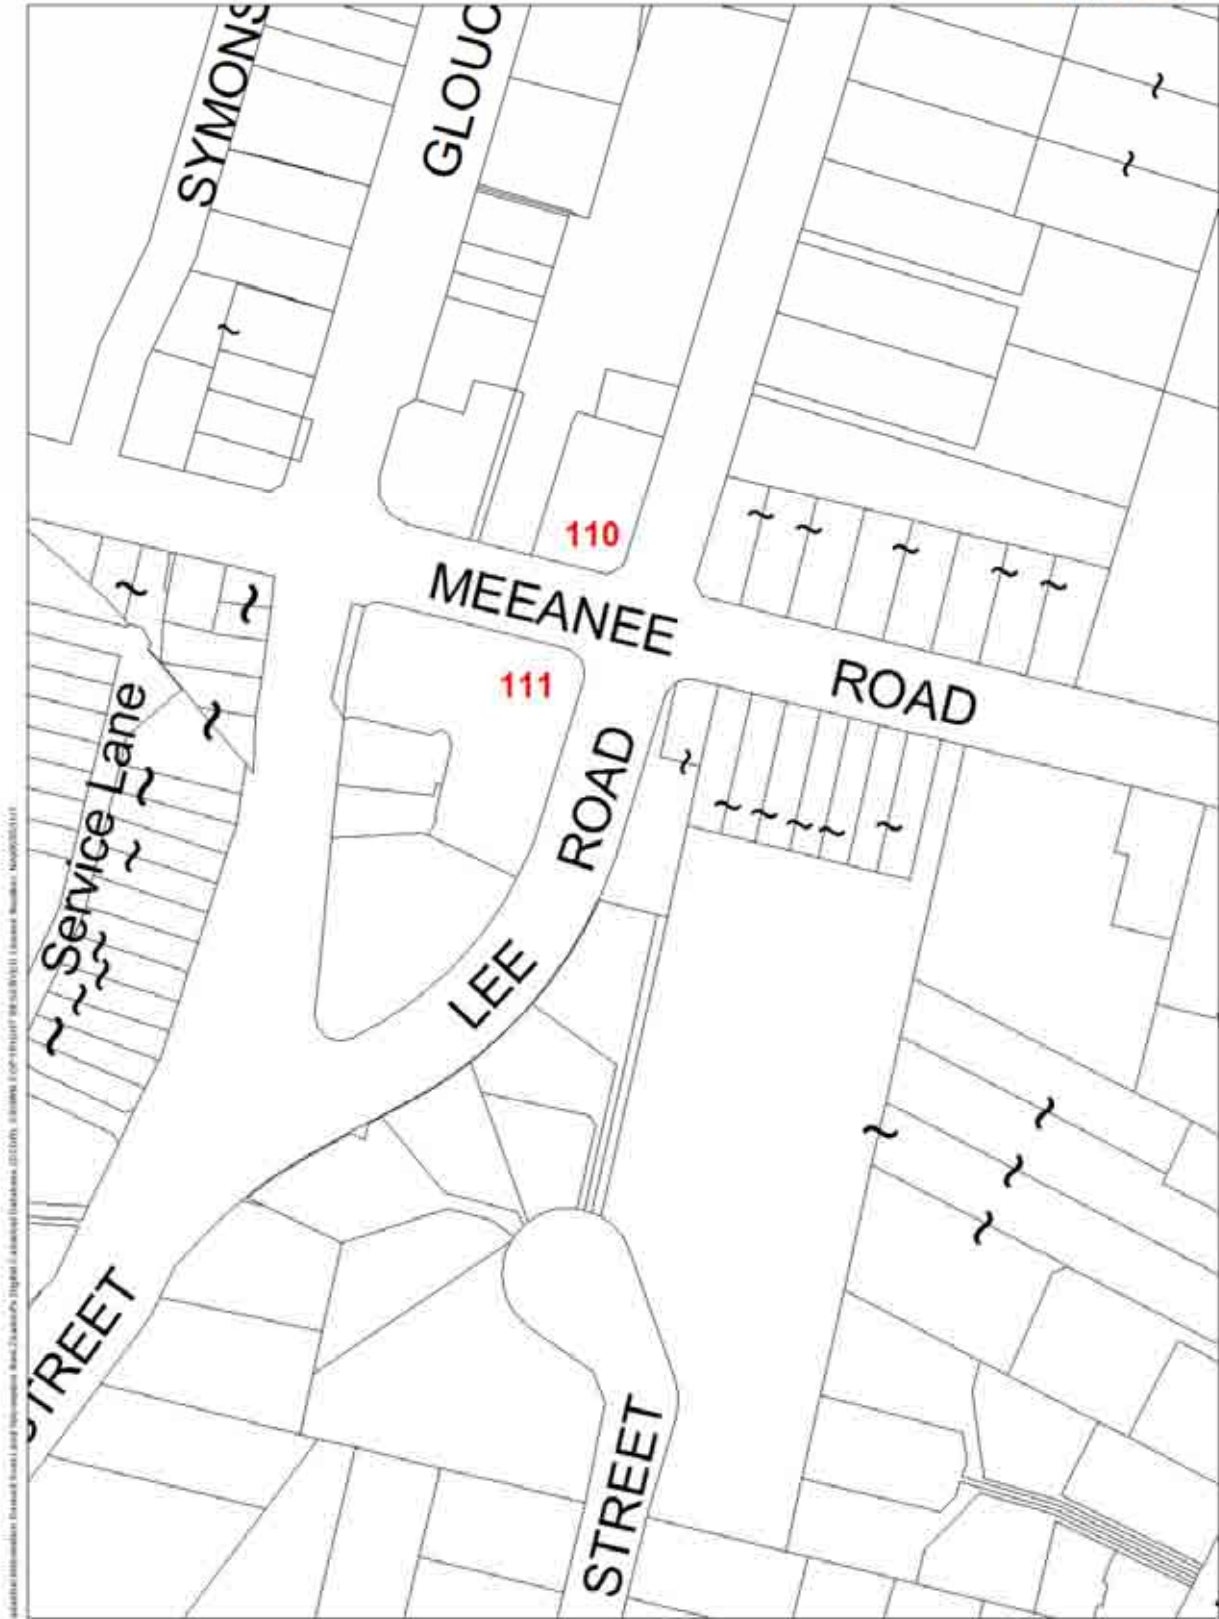 SYMONS
GLOUC
110
MEEANEE
ROAD
111
ROAD
LEE
Service Lane
STREET
STREET